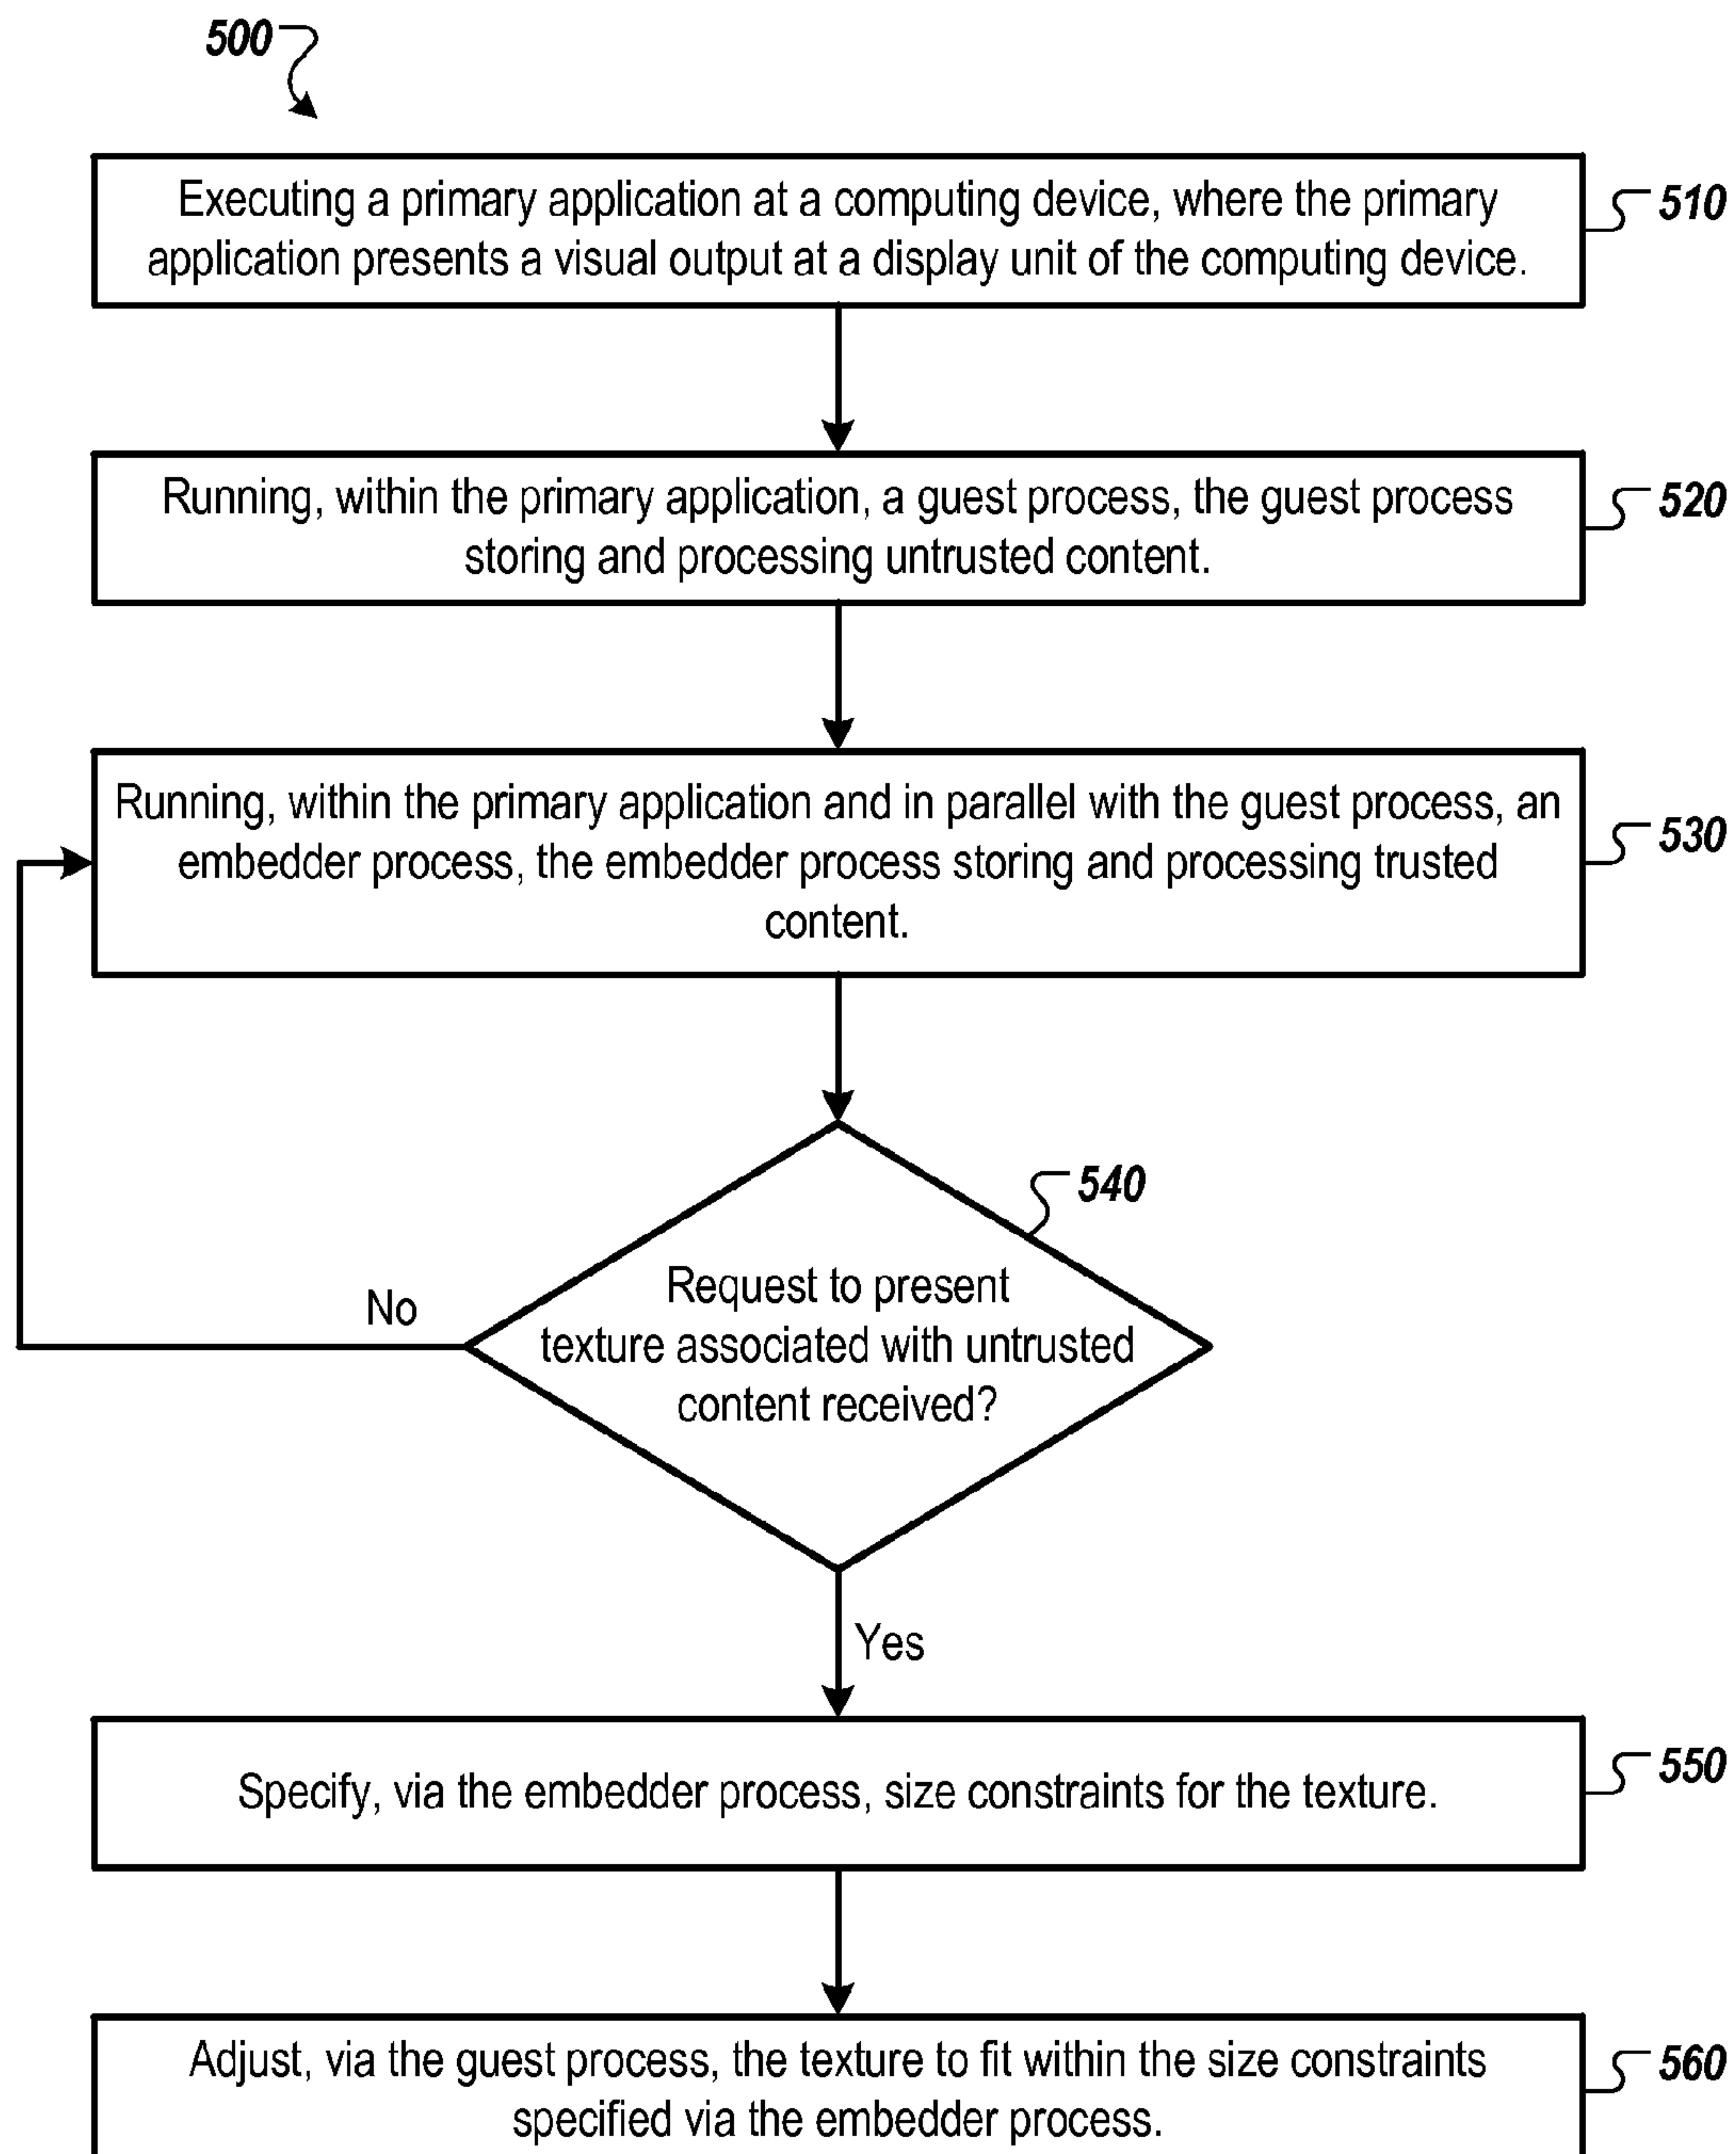 500
Executing a primary application at a computing device, where the primary
application presents a visual output at a display unit of the computing device.
510
Running, within the primary application, a guest process, the guest process
storing and processing untrusted content.
520
Running, within the primary application and in parallel with the guest process, an
embedder process, the embedder process storing and processing trusted
content.
530
540
Request to present
texture associated with untrusted
content received?
No
Yes
Specify, via the embedder process, size constraints for the texture.
550
Adjust, via the guest process, the texture to fit within the size constraints
specified via the embedder process.
560